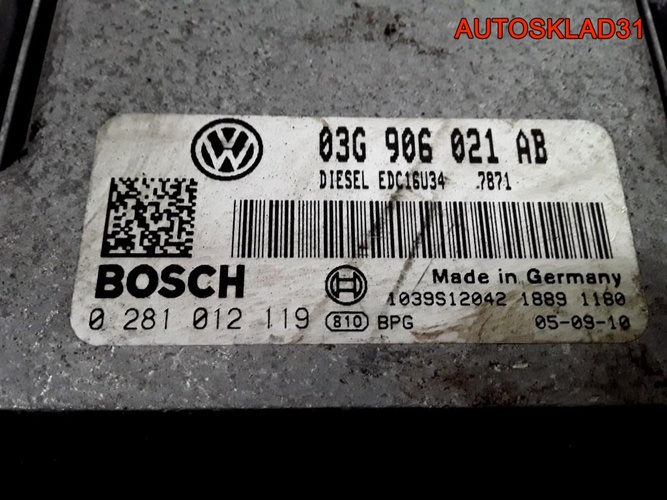 AUTOSKLAD31
03G 906 021 AB
DIESEL EDC16U34 7871
BOSCH
Made in Germany
1039S12042 1889 1180
0 281 012 119 810 BPG 05-09-10